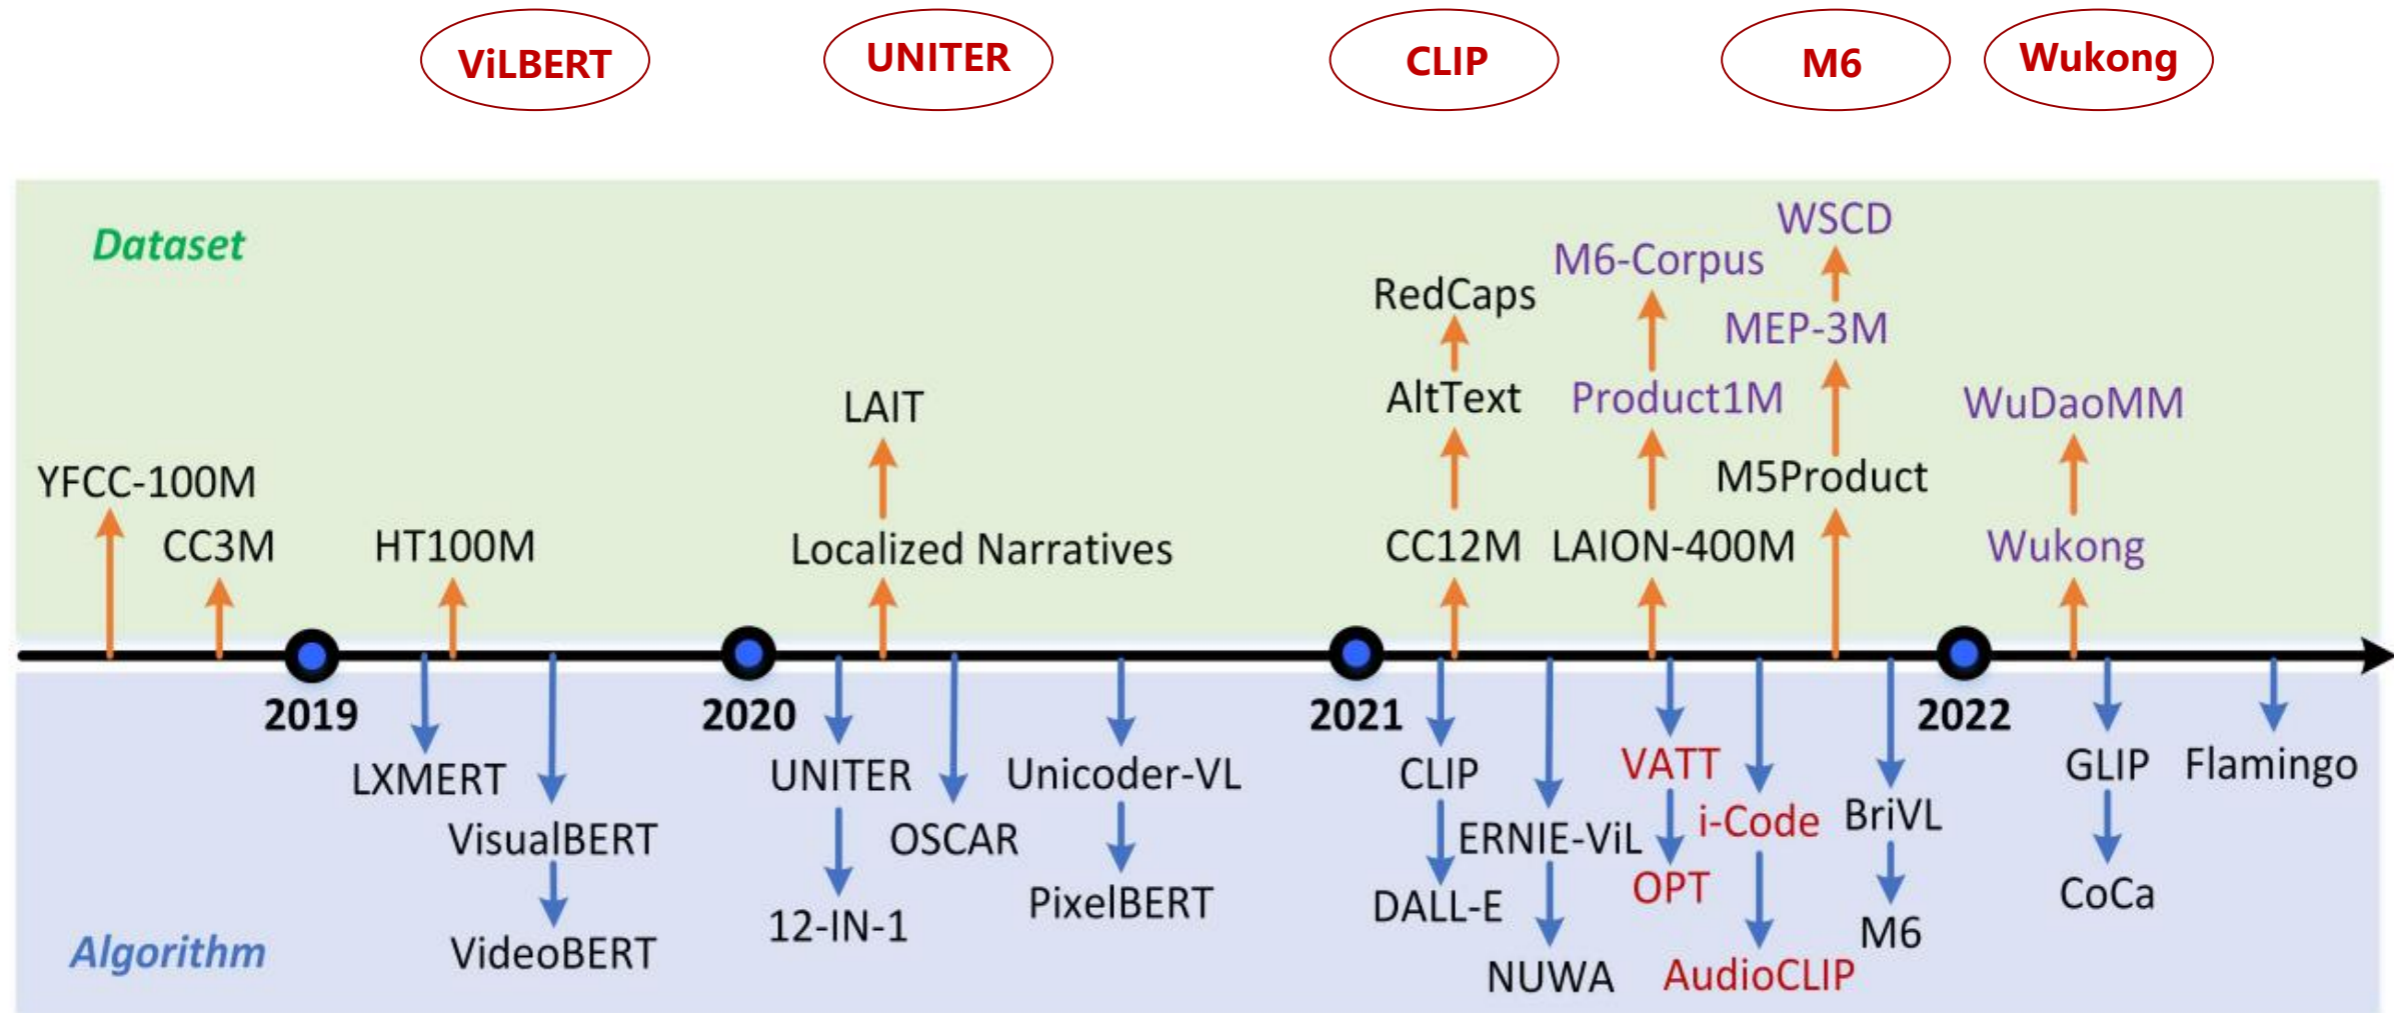 ViLBERT
UNITER
CLIP
M6
Wukong
Dataset
WSCD
M6-Corpus
RedCaps
MEP-3M
LAIT
AltText
Product1M
WuDaoMM
YFCC-100M
M5Product
CC3M
HT100M
Localized Narratives
CC12M
LAION-400M
Wukong
2019
2020
2021
2022
LXMERT
UNITER
Unicoder-VL
CLIP
VATT
GLIP
Flamingo
VisualBERT
OSCAR
ERNIE-ViL
i-Code
BriVL
PixelBERT
DALL-E
OPT
CoCa
12-IN-1
M6
Algorithm
VideoBERT
NUWA
AudioCLIP